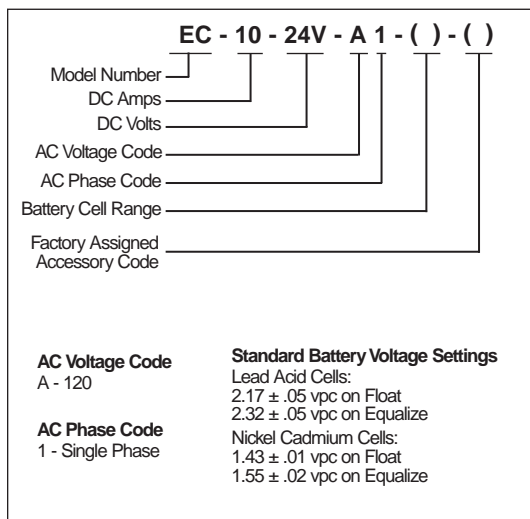 EC - 10 - 24V - A 1 - ( ) - ( )
Model Number
DC Amps
DC Volts
AC Voltage Code
AC Phase Code
Battery Cell Range
Factory Assigned
Accessory Code
AC Voltage Code
A - 120
AC Phase Code
1 - Single Phase
Standard Battery Voltage Settings
Lead Acid Cells:
2.17 ± .05 vpc on Float
2.32 ± .05 vpc on Equalize
Nickel Cadmium Cells:
1.43 ± .01 vpc on Float
1.55 ± .02 vpc on Equalize